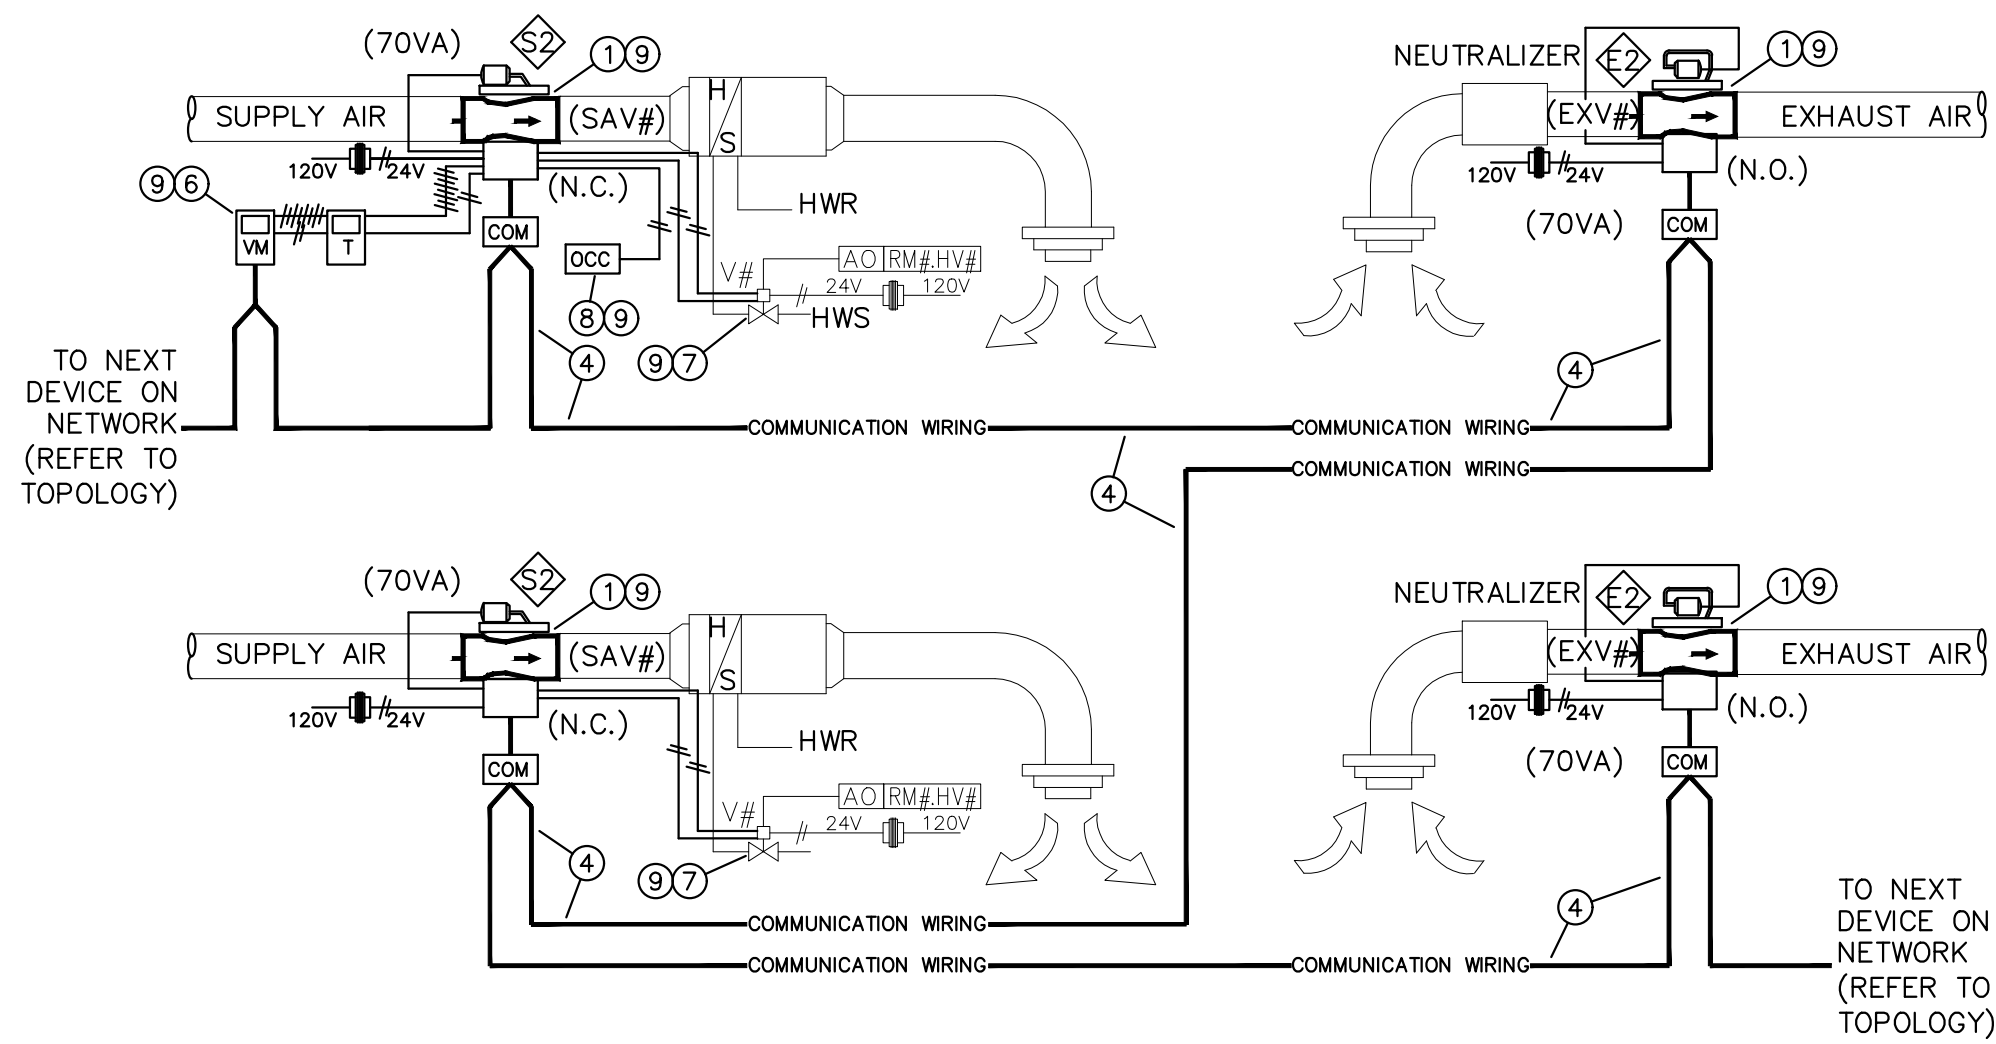 (70VA)
S2
1 9
SUPPLY AIR
(SAV#)
H
S
120V
24V
(N.C.)
9 6
VM
T
COM
OCC
8 9
HWR
V#
AO RM#.HV#
24V
120V
HWS
9 7
4
TO NEXT
DEVICE ON
NETWORK
(REFER TO
TOPOLOGY)
COMMUNICATION WIRING
NEUTRALIZER
E2
1 9
(EXV#)
EXHAUST AIR
120V
24V
(N.O.)
(70VA)
COM
4
COMMUNICATION WIRING
COMMUNICATION WIRING
4
(70VA)
S2
1 9
SUPPLY AIR
(SAV#)
H
S
120V
24V
(N.C.)
COM
HWR
V#
AO RM#.HV#
24V
120V
9 7
4
COMMUNICATION WIRING
COMMUNICATION WIRING
NEUTRALIZER
E2
1 9
(EXV#)
EXHAUST AIR
120V
24V
(N.O.)
(70VA)
COM
4
COMMUNICATION WIRING
TO NEXT
DEVICE ON
NETWORK
(REFER TO
TOPOLOGY)